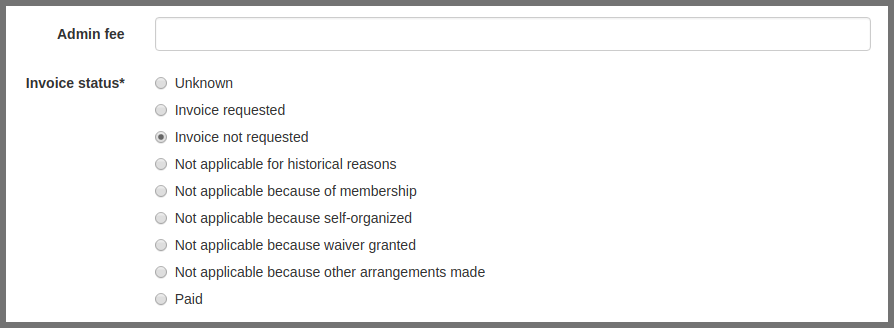 Admin fee
Invoice status*
Unknown
Invoice requested
Invoice not requested
Not applicable for historical reasons
Not applicable because of membership
Not applicable because self-organized
Not applicable because waiver granted
Not applicable because other arrangements made
Paid